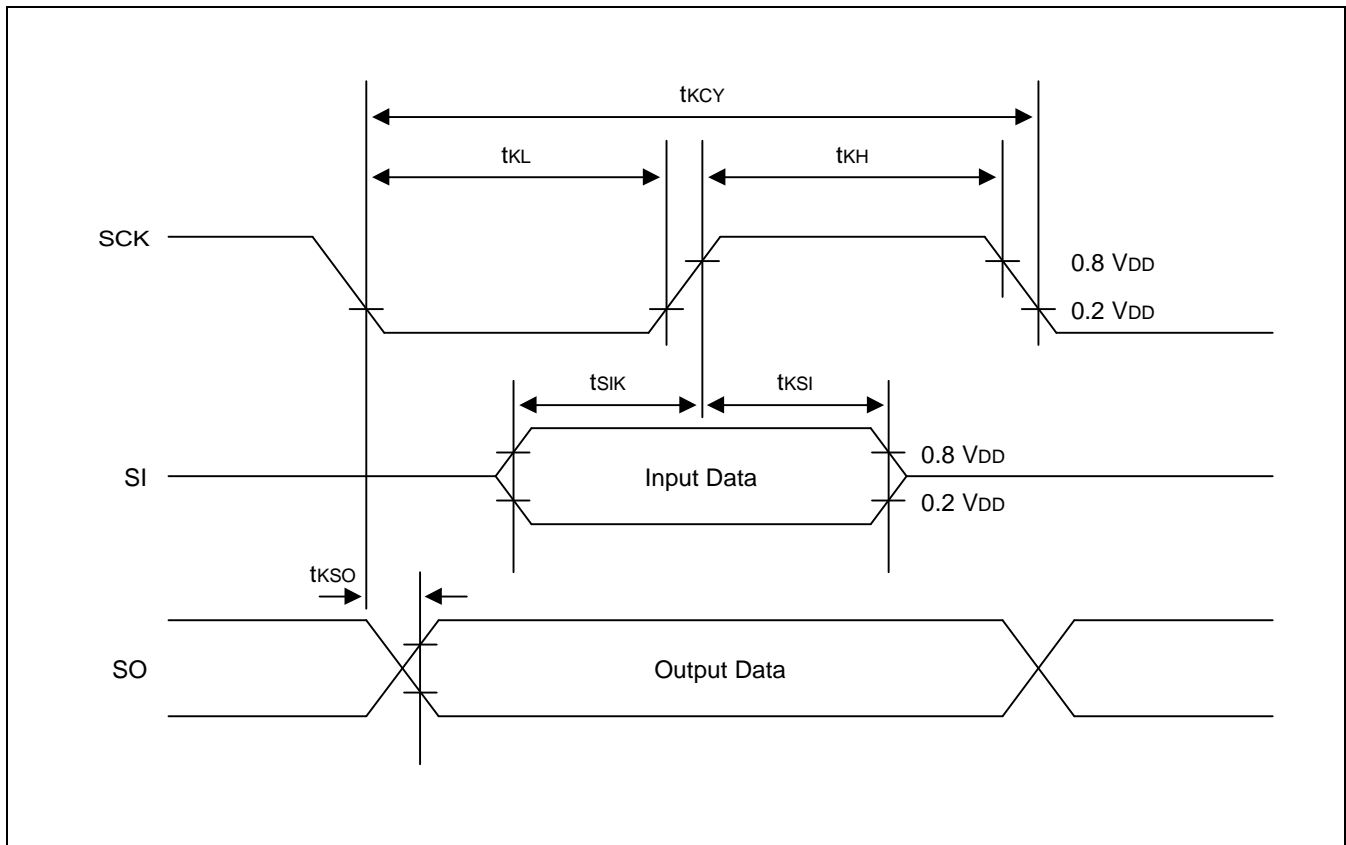 tKCY
tKL
tKH
SCK
0.8 VDD
0.2 VDD
tSIK
tKSI
SI
Input Data
0.8 VDD
0.2 VDD
tKSO
SO
Output Data